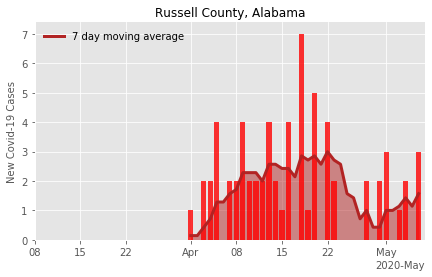 Russell County, Alabama
7 day moving average
New Covid-19 Cases
7
6
5
4
3
2
1
0
08 15 22 Apr 08 15 22 May
2020-May